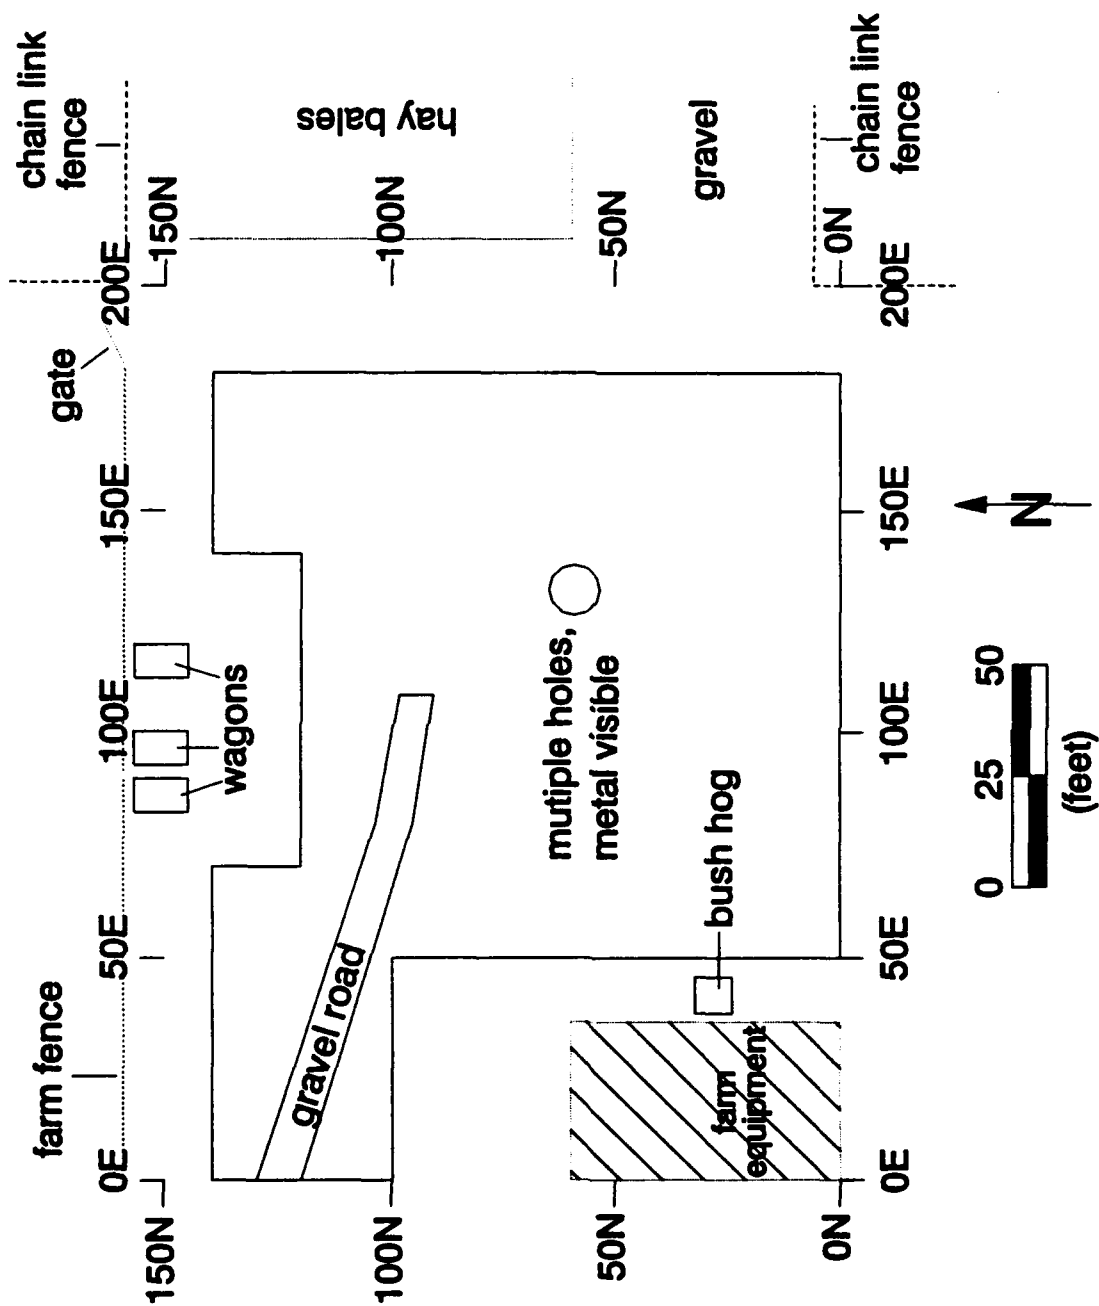 chain link
fence
farm fence
gate
0E
50E
100E
150E
200E
150N
150N
wagons
gravel road
hay bales
100N
100N
mutiple holes,
metal visible
50N
50N
gravel
bush hog
farm
equipment
0N
0N
chain link
fence
0E
50E
100E
150E
200E
0 25 50
(feet)
N